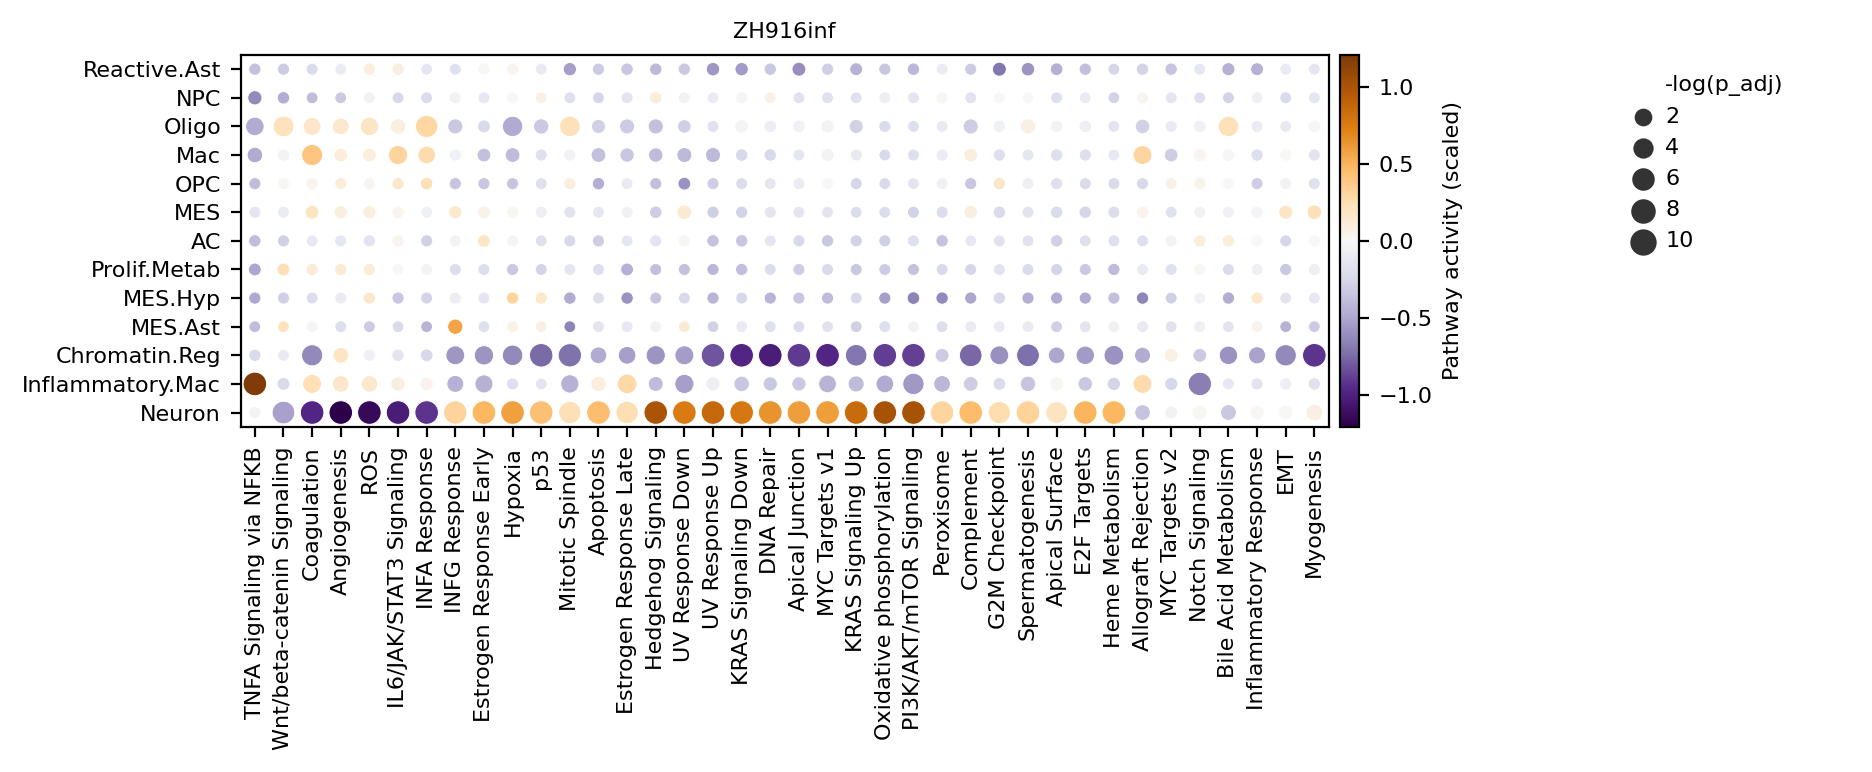 ZH916inf
Reactive.Ast
NPC
Oligo
Mac
OPC
MES
AC
Prolif.Metab
MES.Hyp
MES.Ast
Chromatin.Reg
Inflammatory.Mac
Neuron
TNFA Signaling via NFKB
Wnt/beta-catenin Signaling
Coagulation
Angiogenesis
ROS
IL6/JAK/STAT3 Signaling
INFA Response
INFG Response
Estrogen Response Early
Hypoxia
p53
Mitotic Spindle
Apoptosis
Estrogen Response Late
Hedgehog Signaling
UV Response Down
UV Response Up
KRAS Signaling Down
DNA Repair
Apical Junction
MYC Targets v1
KRAS Signaling Up
Oxidative phosphorylation
PI3K/AKT/mTOR Signaling
Peroxisome
Complement
G2M Checkpoint
Spermatogenesis
Apical Surface
E2F Targets
Heme Metabolism
Allograft Rejection
MYC Targets v2
Notch Signaling
Bile Acid Metabolism
Inflammatory Response
EMT
Myogenesis
1.0
0.5
0.0
−0.5
−1.0
Pathway activity (scaled)
-log(p_adj)
2
4
6
8
10